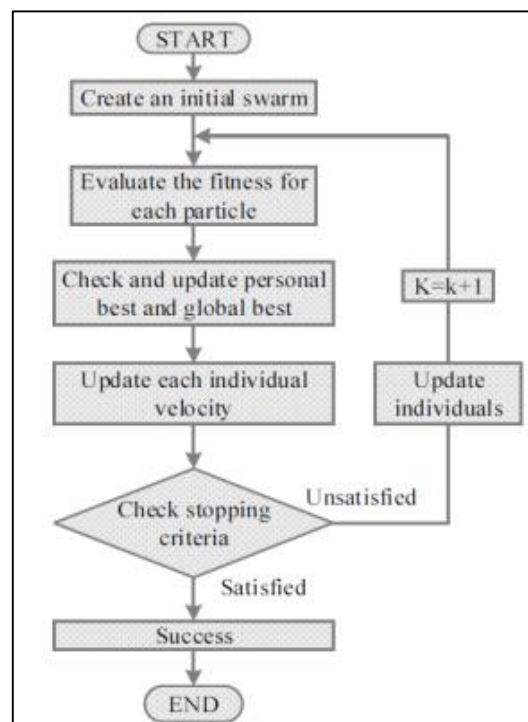 START
Create an initial swarm
Evaluate the fitness for
each particle
Check and update personal
best and global best
K=k+1
Update each individual
velocity
Update
individuals
Unsatisfied
Check stopping
criteria
Satisfied
Success
END